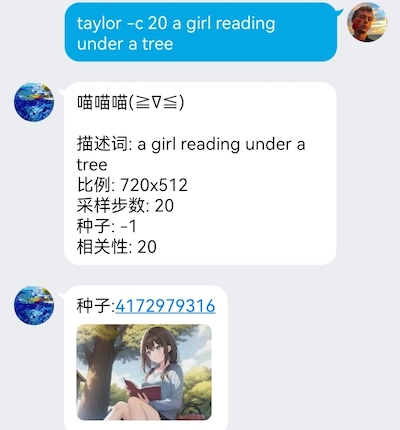 taylor -c 20 a girl reading
under a tree
喵喵喵(≧∇≦)
描述词: a girl reading under a
tree
比例: 720x512
采样步数: 20
种子: -1
相关性: 20
种子:4172979316